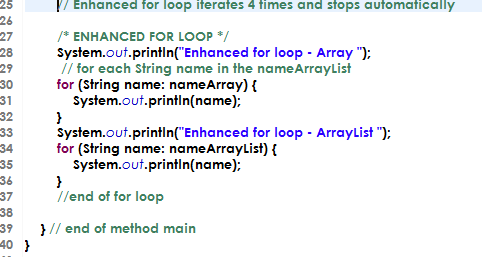 25 // Enhanced for loop iterates 4 times and stops automatically
26
27 /* ENHANCED FOR LOOP */
28 System.out.println("Enhanced for loop - Array ");
29 // for each String name in the nameArrayList
30 for (String name: nameArray) {
31 System.out.println(name);
32 }
33 System.out.println("Enhanced for loop - ArrayList ");
34 for (String name: nameArrayList) {
35 System.out.println(name);
36 }
37 //end of for loop
38
39 } // end of method main
40 }